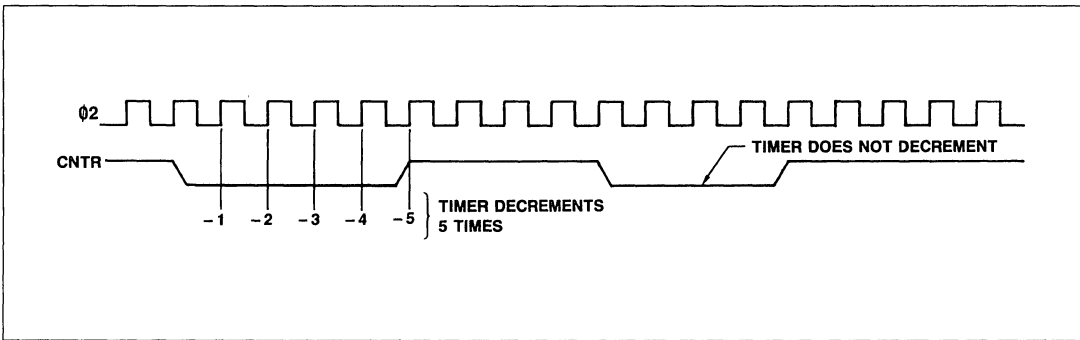 ϕ2
CNTR
TIMER DOES NOT DECREMENT
-1 -2 -3 -4 -5
TIMER DECREMENTS
5 TIMES